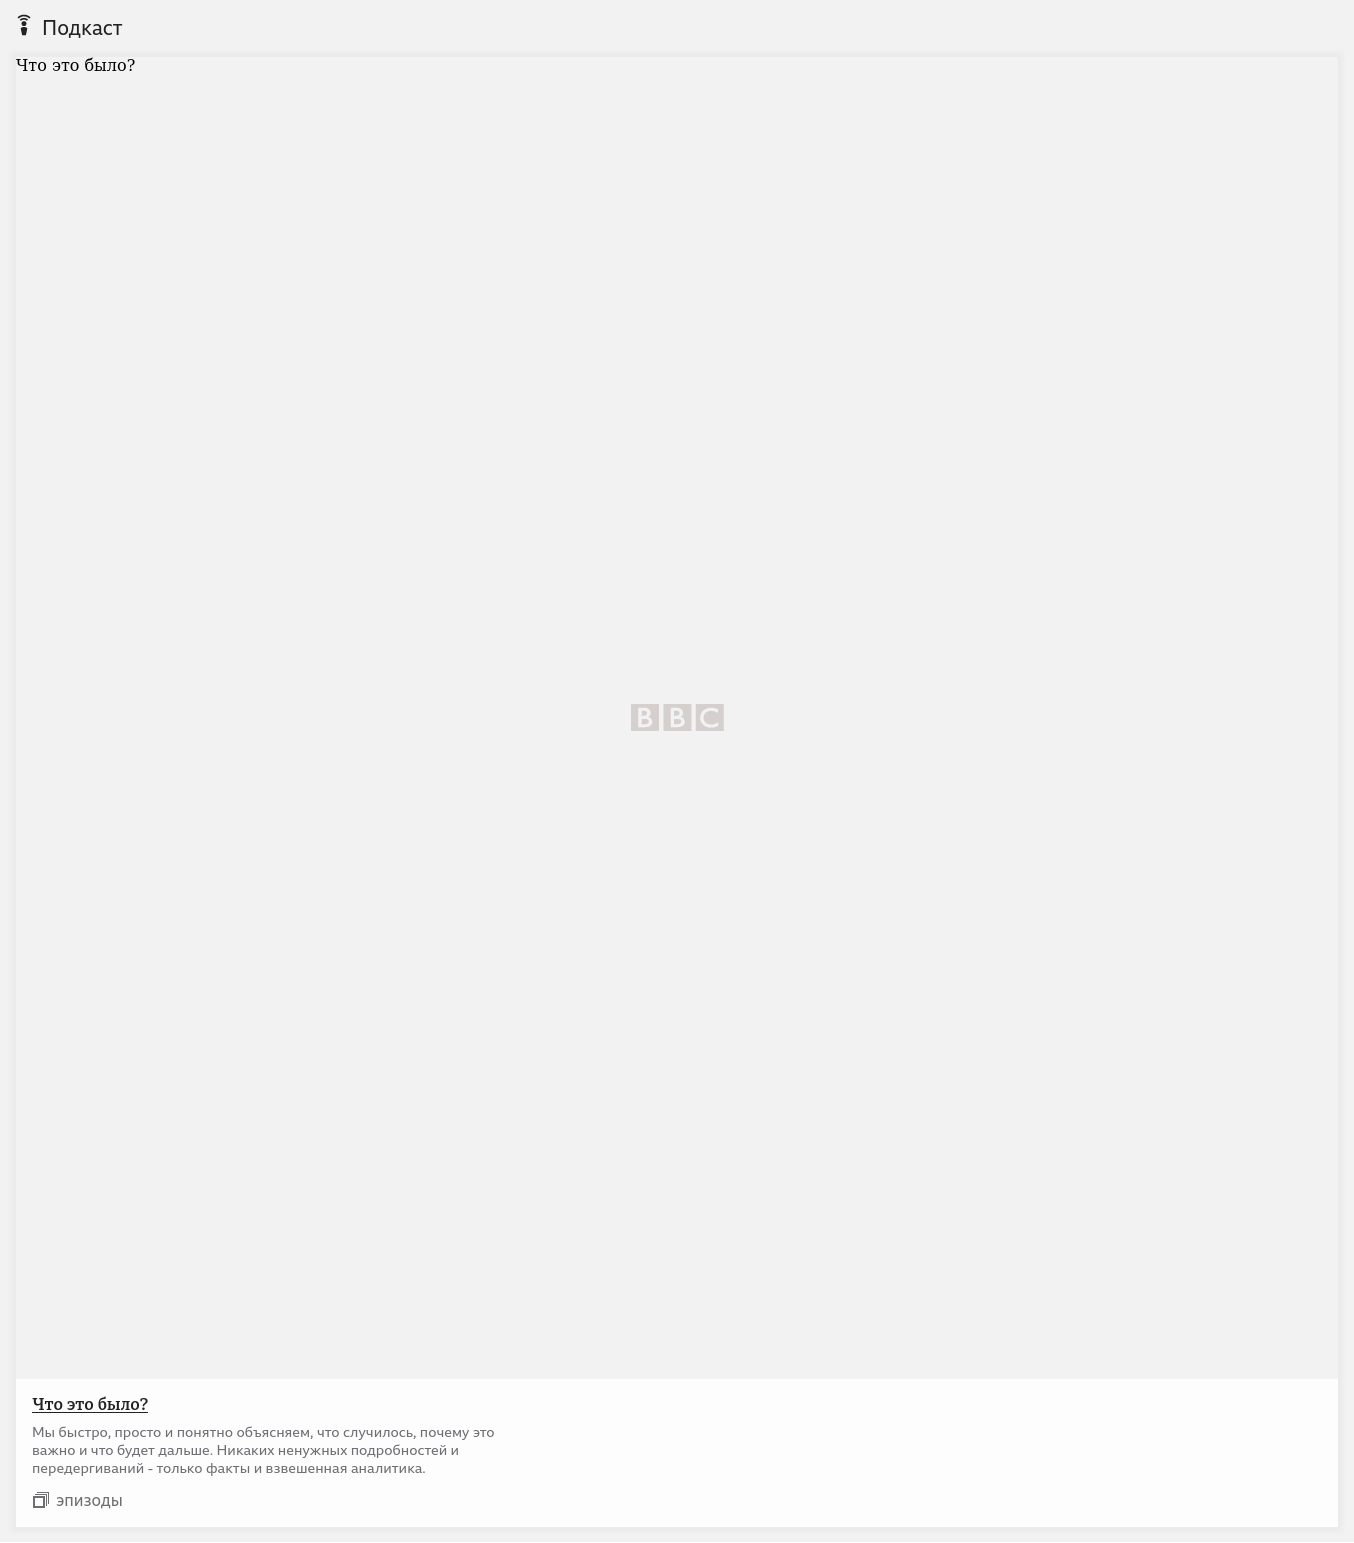 Подкаст
Что это было?
BBC
Что это было?
Мы быстро, просто и понятно объясняем, что случилось, почему это
важно и что будет дальше. Никаких ненужных подробностей и
передергиваний - только факты и взвешенная аналитика.
эпизоды